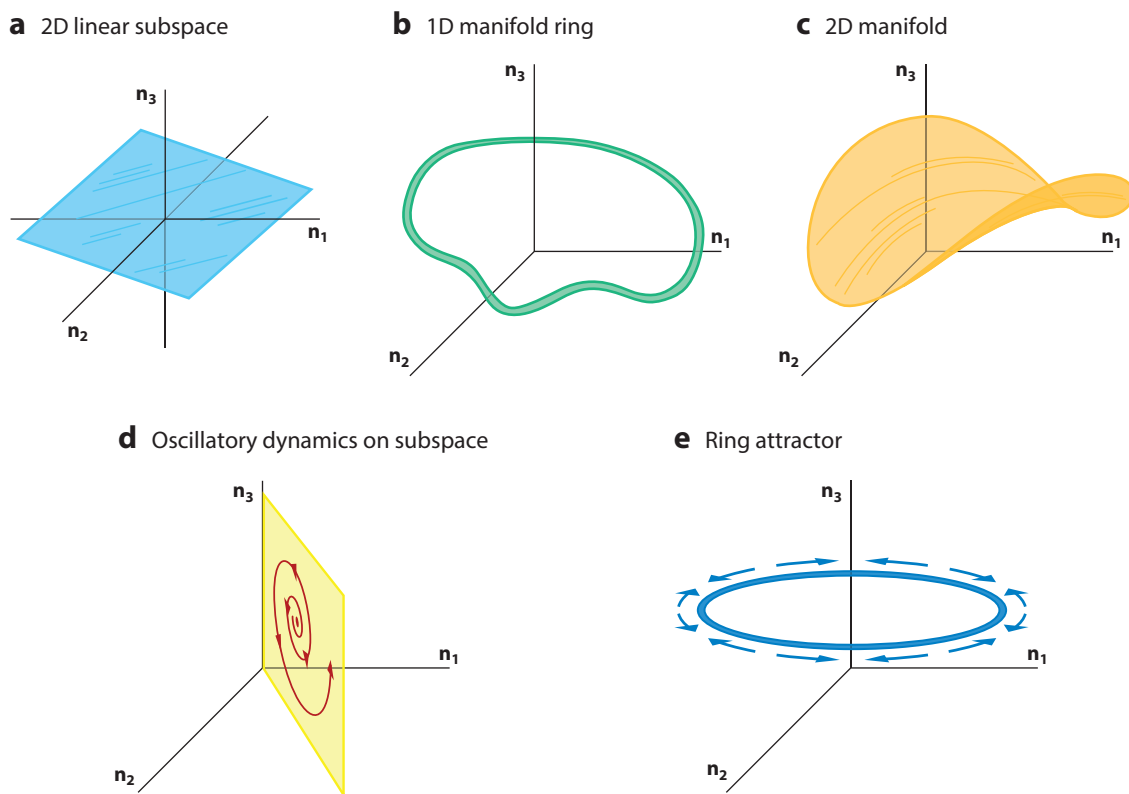 a 2D linear subspace
n3
n1
n2
b 1D manifold ring
n3
n1
n2
c 2D manifold
n3
n1
n2
d Oscillatory dynamics on subspace
n3
n1
n2
e Ring attractor
n3
n1
n2